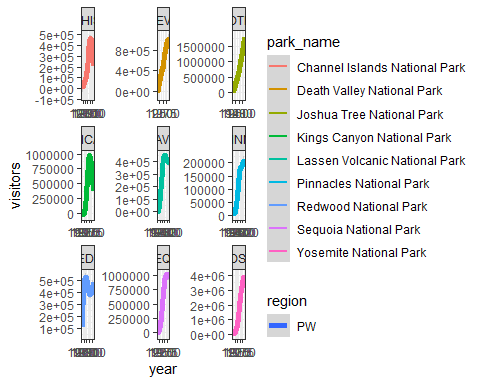 EV
5e+05
4e+05
3e+05
2e+05
1e+05
0e+00
-1e+05
8e+05
4e+05
0e+00
1500000
1000000
500000
0
AV
1000000
750000
500000
250000
0
4e+05
3e+05
2e+05
1e+05
0e+00
200000
150000
100000
50000
0
ED
EQ
OS
5e+05
4e+05
3e+05
2e+05
1e+05
1000000
750000
500000
250000
0
4e+06
3e+06
2e+06
1e+06
0e+00
visitors
year
park_name
Channel Islands National Park
Death Valley National Park
Joshua Tree National Park
Kings Canyon National Park
Lassen Volcanic National Park
Pinnacles National Park
Redwood National Park
Sequoia National Park
Yosemite National Park
region
PW